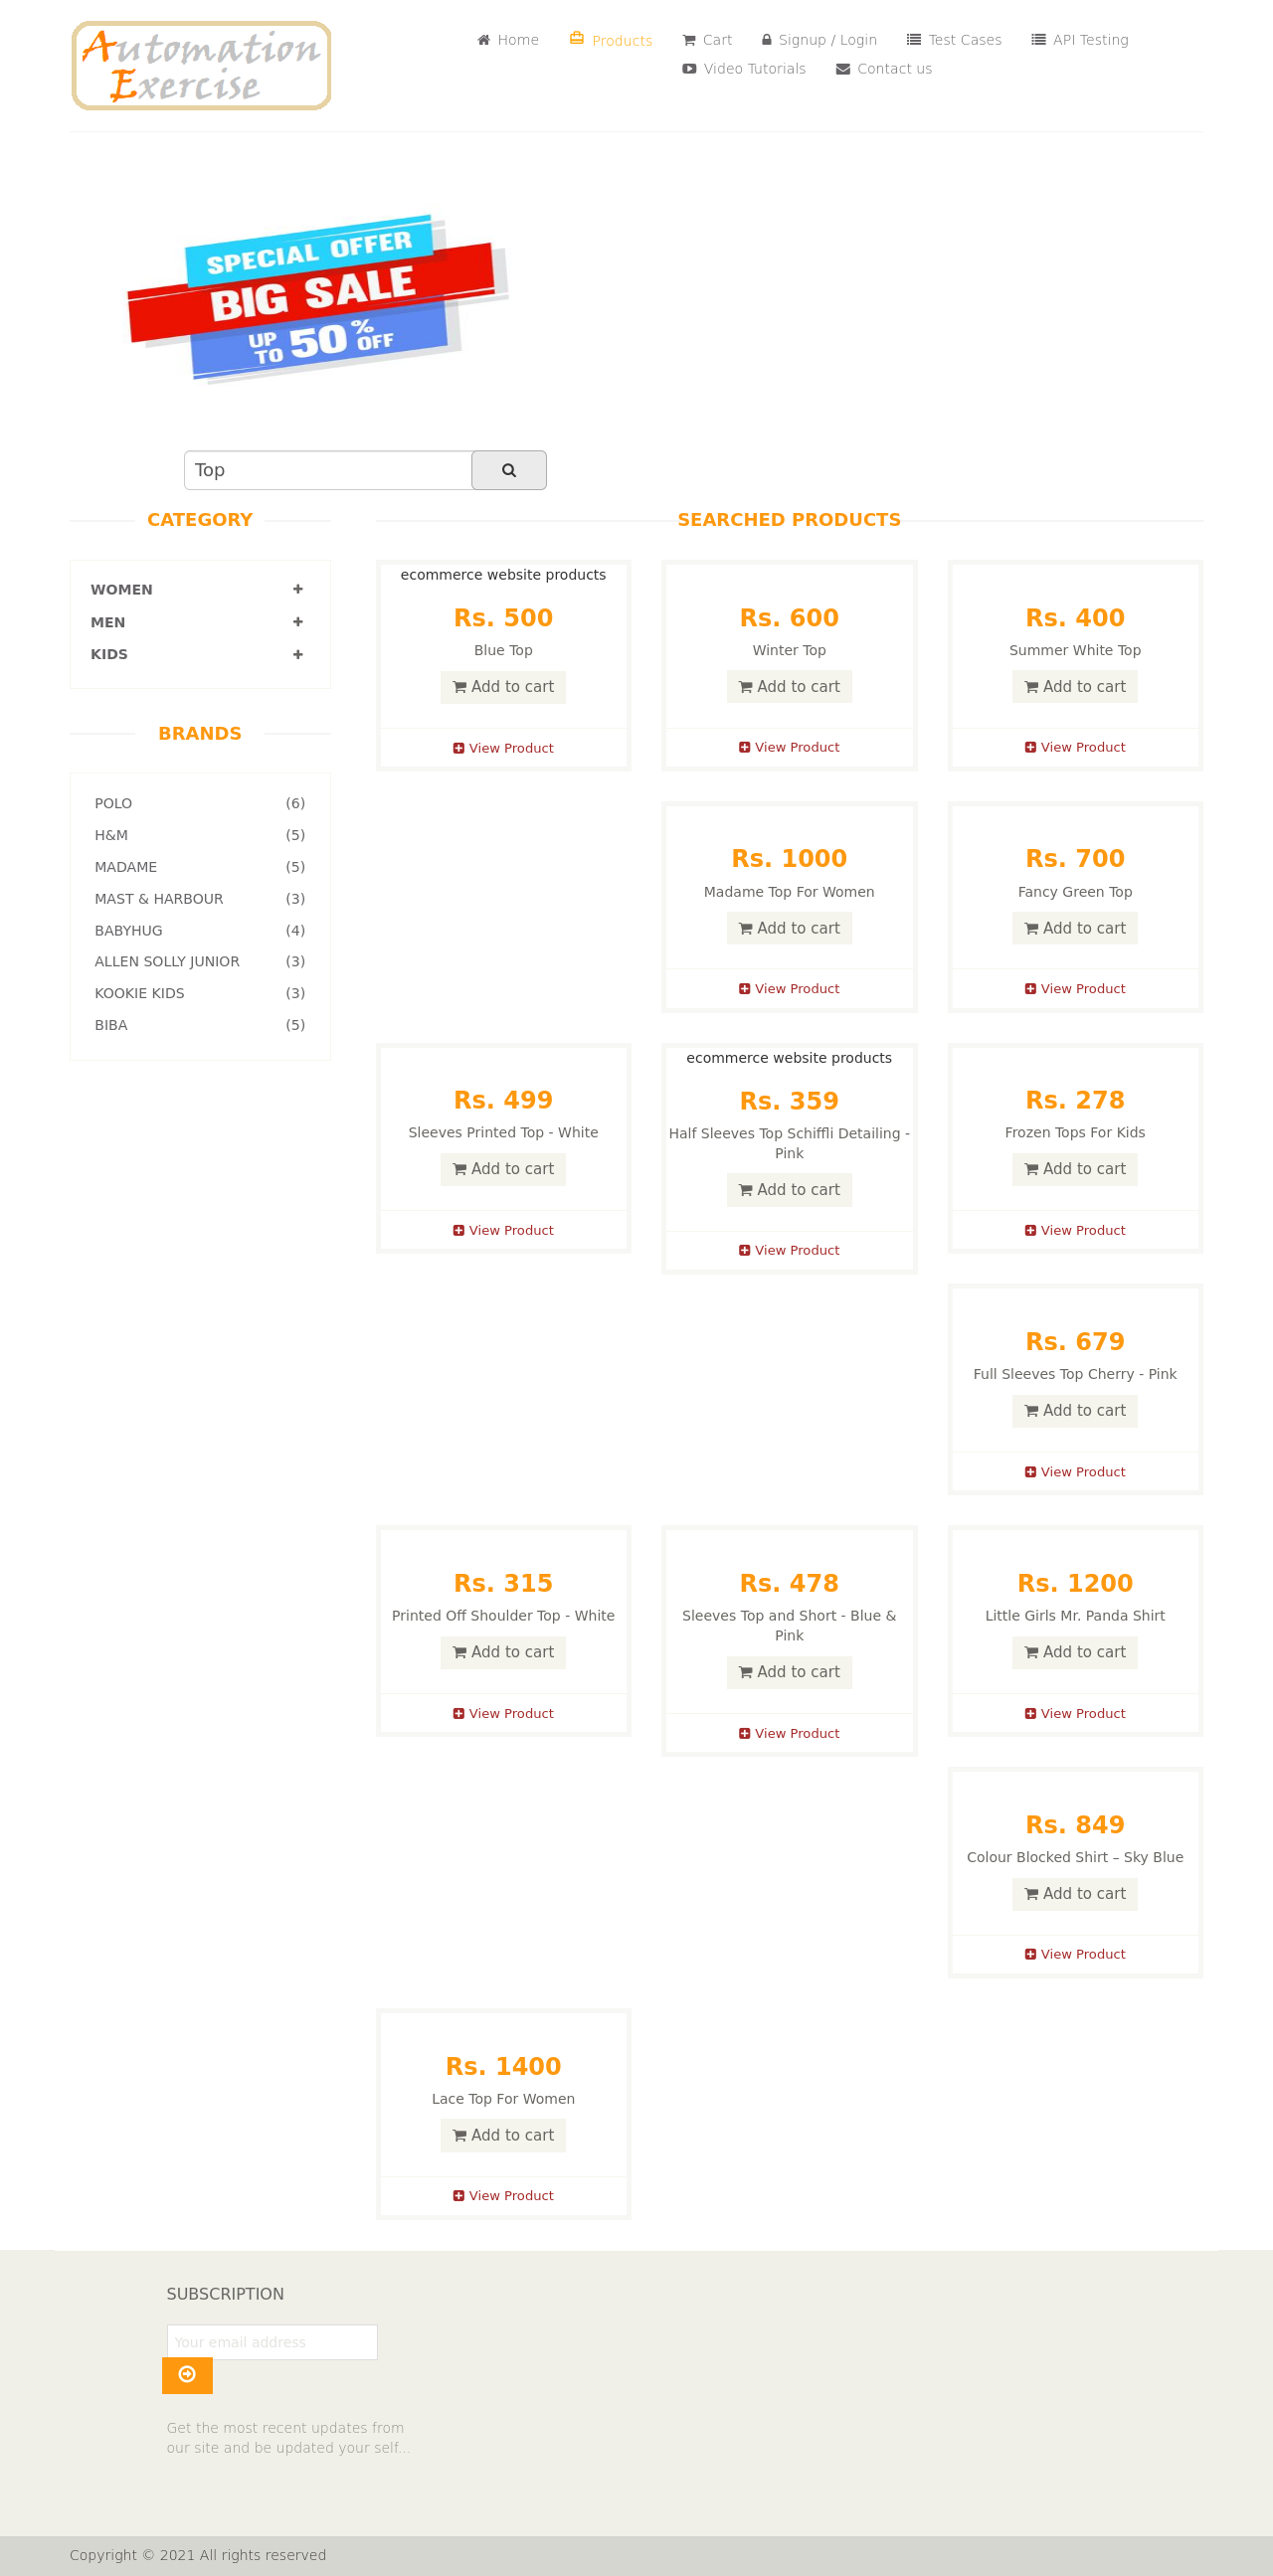 Automation
Exercise
Home
Products
Cart
Signup / Login
Test Cases
API Testing
Video Tutorials
Contact us
SPECIAL OFFER
BIG SALE
UP TO 50% OFF
Top
CATEGORY
WOMEN
MEN
KIDS
BRANDS
POLO (6)
H&M (5)
MADAME (5)
MAST & HARBOUR (3)
BABYHUG (4)
ALLEN SOLLY JUNIOR (3)
KOOKIE KIDS (3)
BIBA (5)
SEARCHED PRODUCTS
ecommerce website products
Rs. 500
Blue Top
Add to cart
View Product
Rs. 600
Winter Top
Add to cart
View Product
Rs. 400
Summer White Top
Add to cart
View Product
Rs. 1000
Madame Top For Women
Add to cart
View Product
Rs. 700
Fancy Green Top
Add to cart
View Product
Rs. 499
Sleeves Printed Top - White
Add to cart
View Product
ecommerce website products
Rs. 359
Half Sleeves Top Schiffli Detailing -
Pink
Add to cart
View Product
Rs. 278
Frozen Tops For Kids
Add to cart
View Product
Rs. 679
Full Sleeves Top Cherry - Pink
Add to cart
View Product
Rs. 315
Printed Off Shoulder Top - White
Add to cart
View Product
Rs. 478
Sleeves Top and Short - Blue &
Pink
Add to cart
View Product
Rs. 1200
Little Girls Mr. Panda Shirt
Add to cart
View Product
Rs. 849
Colour Blocked Shirt – Sky Blue
Add to cart
View Product
Rs. 1400
Lace Top For Women
Add to cart
View Product
SUBSCRIPTION
Your email address
Get the most recent updates from
our site and be updated your self...
Copyright © 2021 All rights reserved